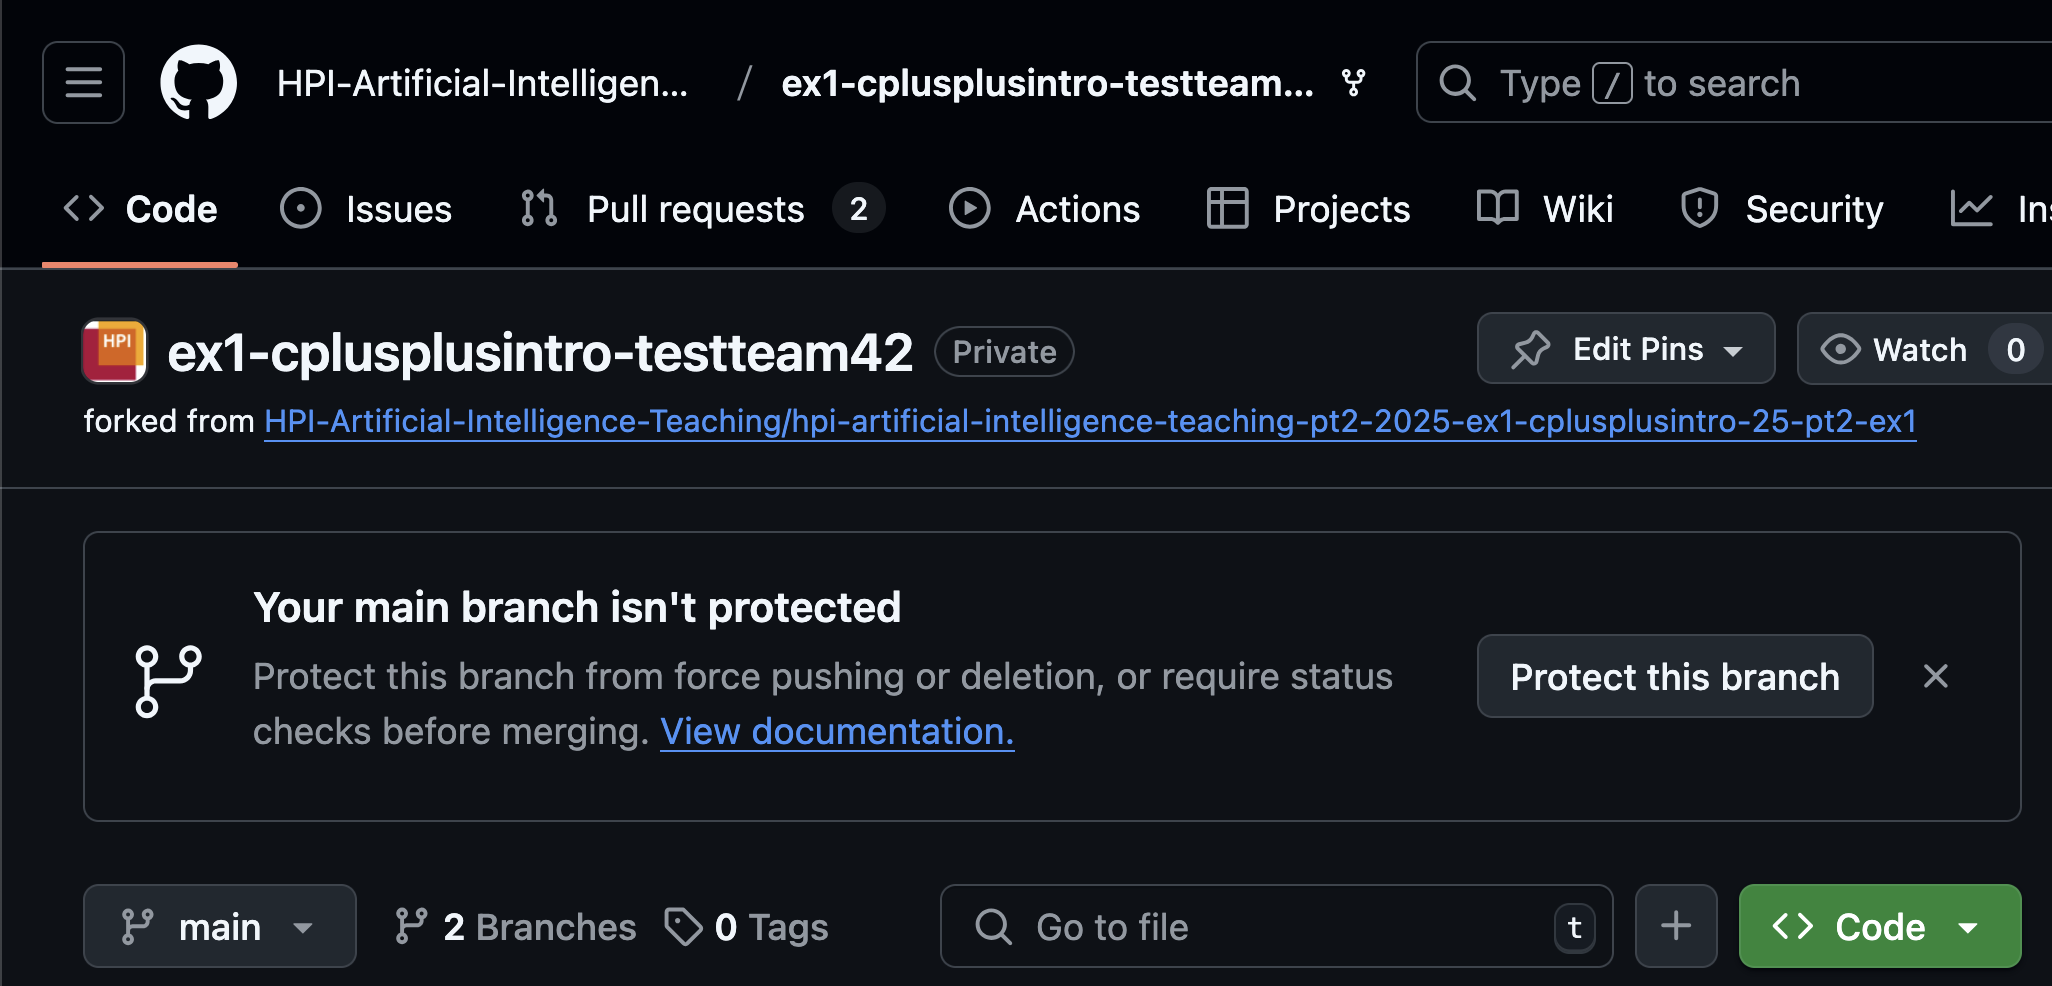 HPI-Artificial-Intelligen... / ex1-cplusplusintro-testteam... Type / to search
Code Issues Pull requests 2 Actions Projects Wiki Security Ins
HPI ex1-cplusplusintro-testteam42 Private Edit Pins Watch 0
forked from HPI-Artificial-Intelligence-Teaching/hpi-artificial-intelligence-teaching-pt2-2025-ex1-cplusplusintro-25-pt2-ex1
Your main branch isn't protected
Protect this branch from force pushing or deletion, or require status
checks before merging. View documentation.
Protect this branch
main 2 Branches 0 Tags Go to file t Code